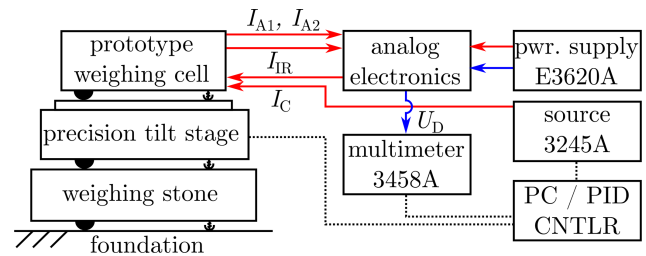 I_A1, I_A2
prototype
weighing cell
analog
electronics
pwr. supply
E3620A
I_IR
I_C
precision tilt stage
U_D
source
3245A
multimeter
3458A
weighing stone
PC / PID
CNTLR
foundation